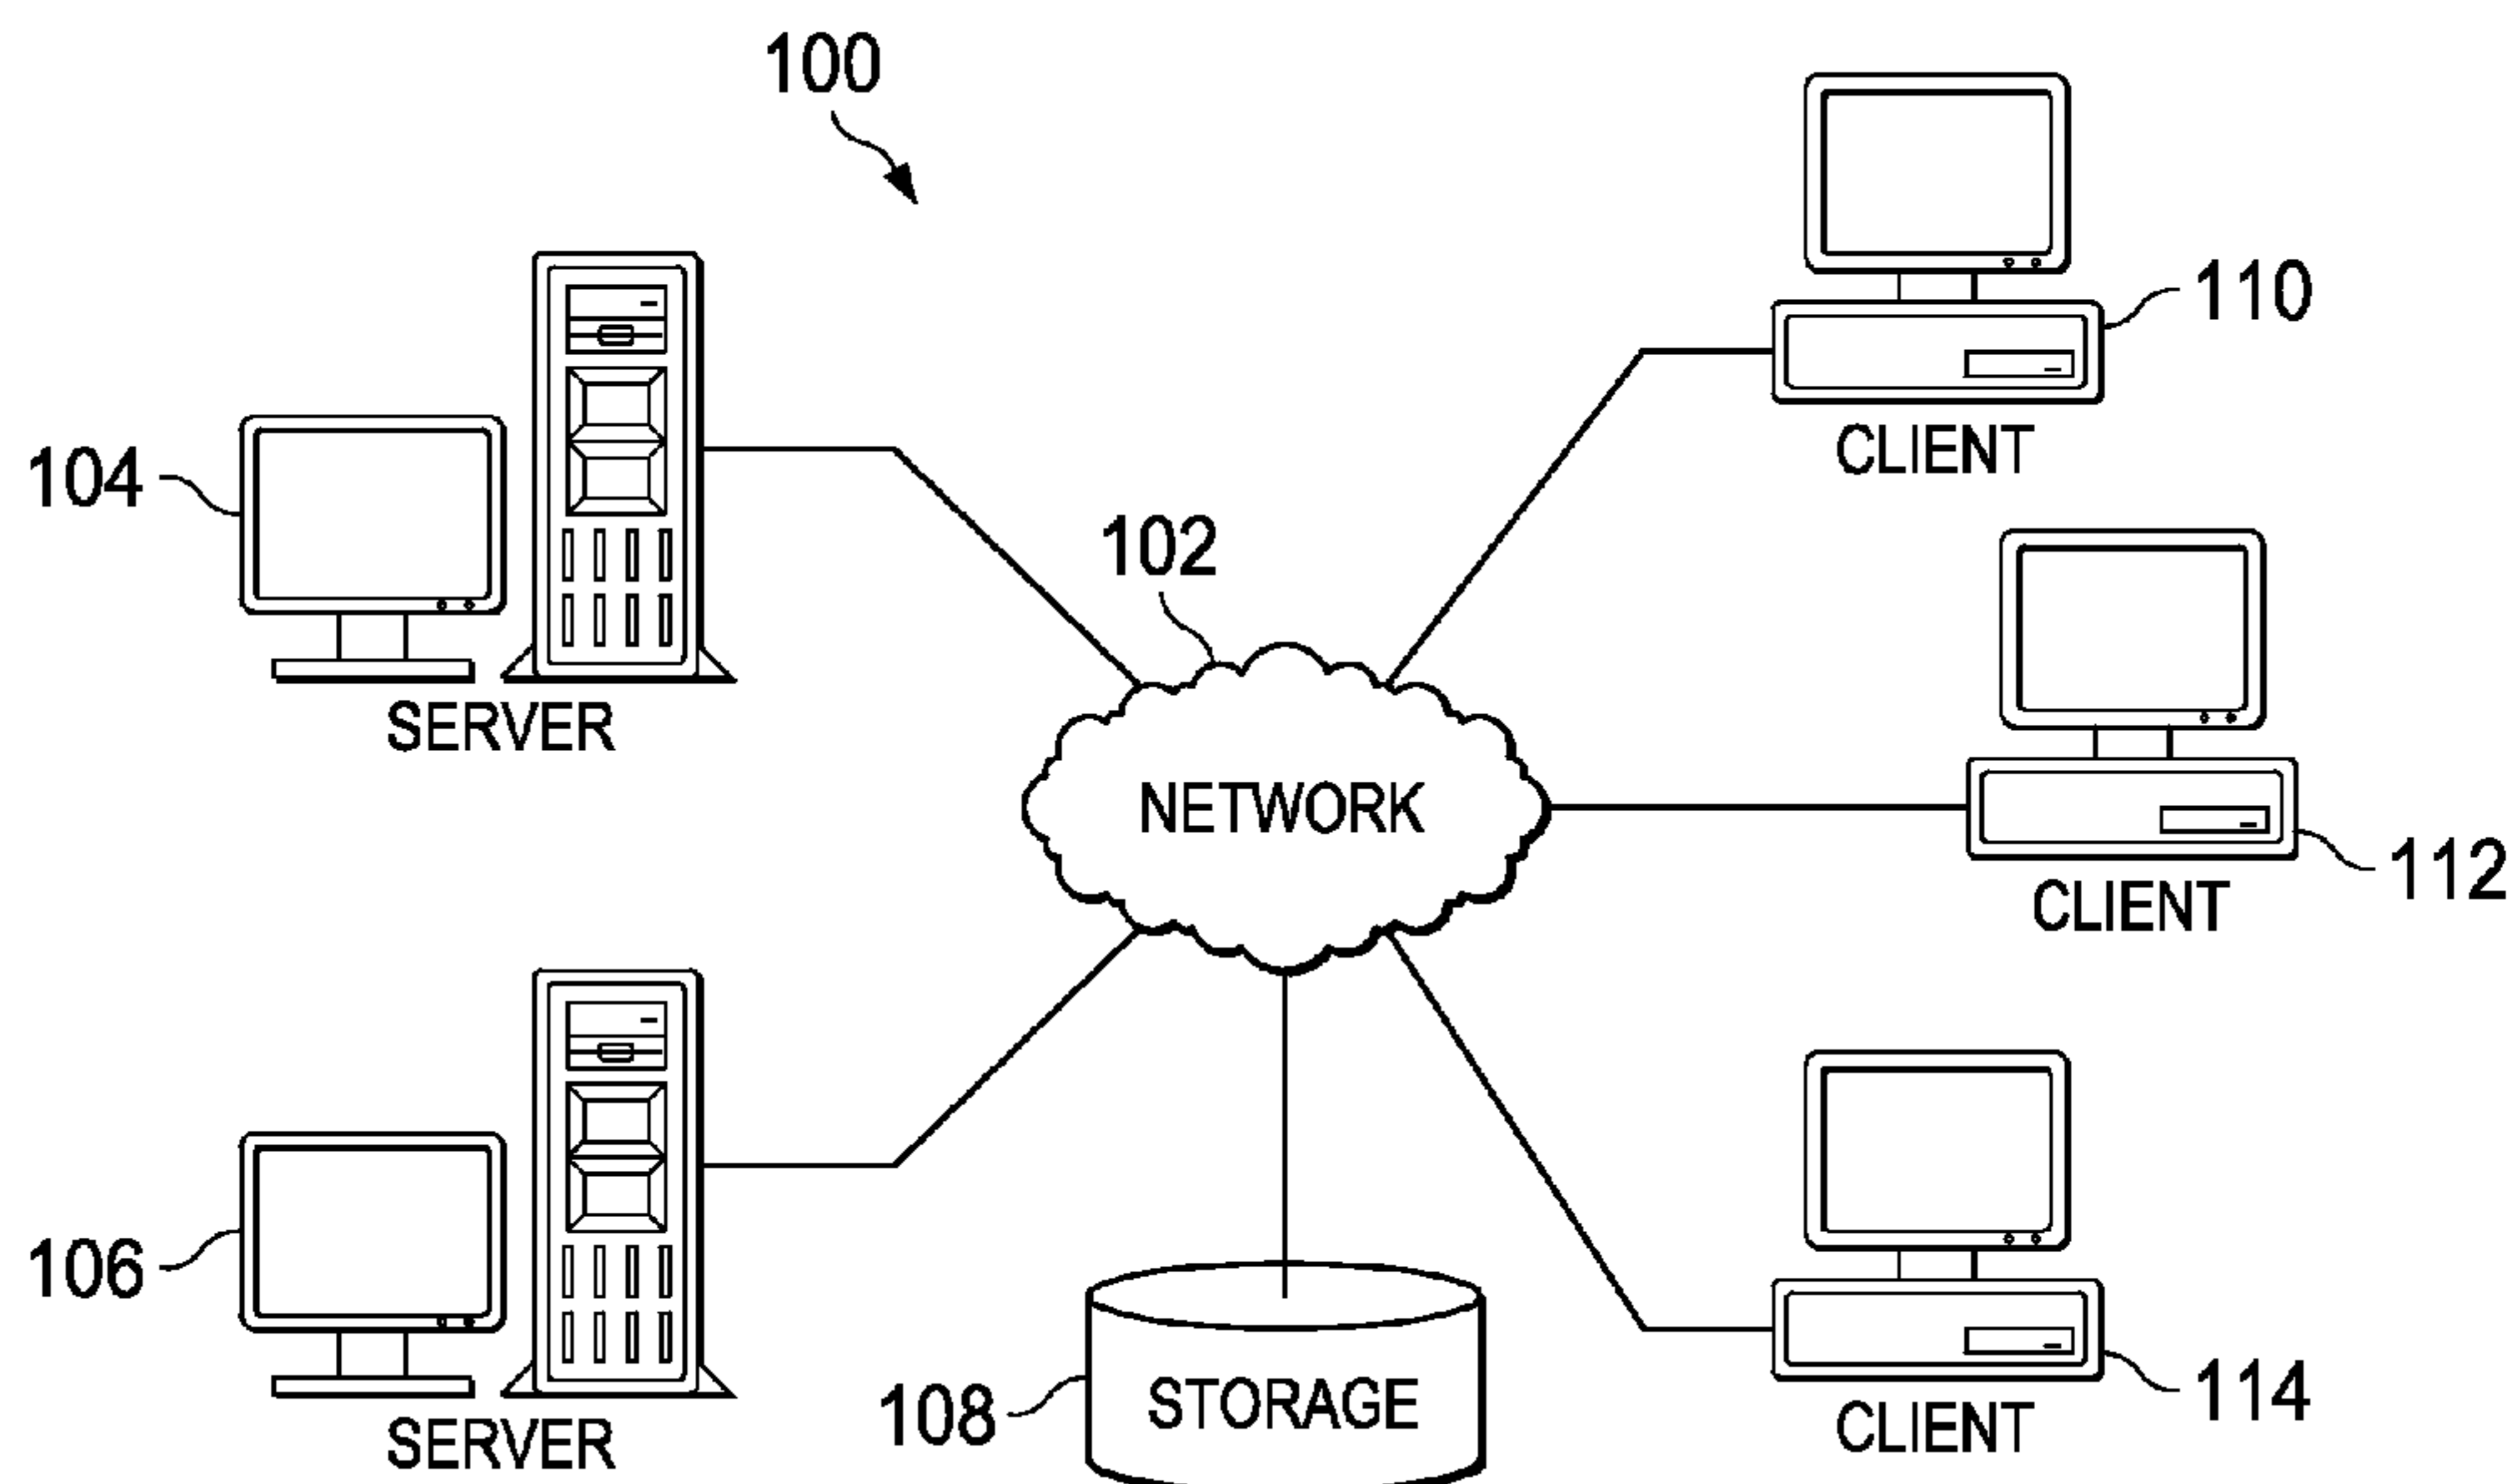 100
110
CLIENT
104
102
SERVER
NETWORK
112
CLIENT
106
108
STORAGE
114
CLIENT
SERVER